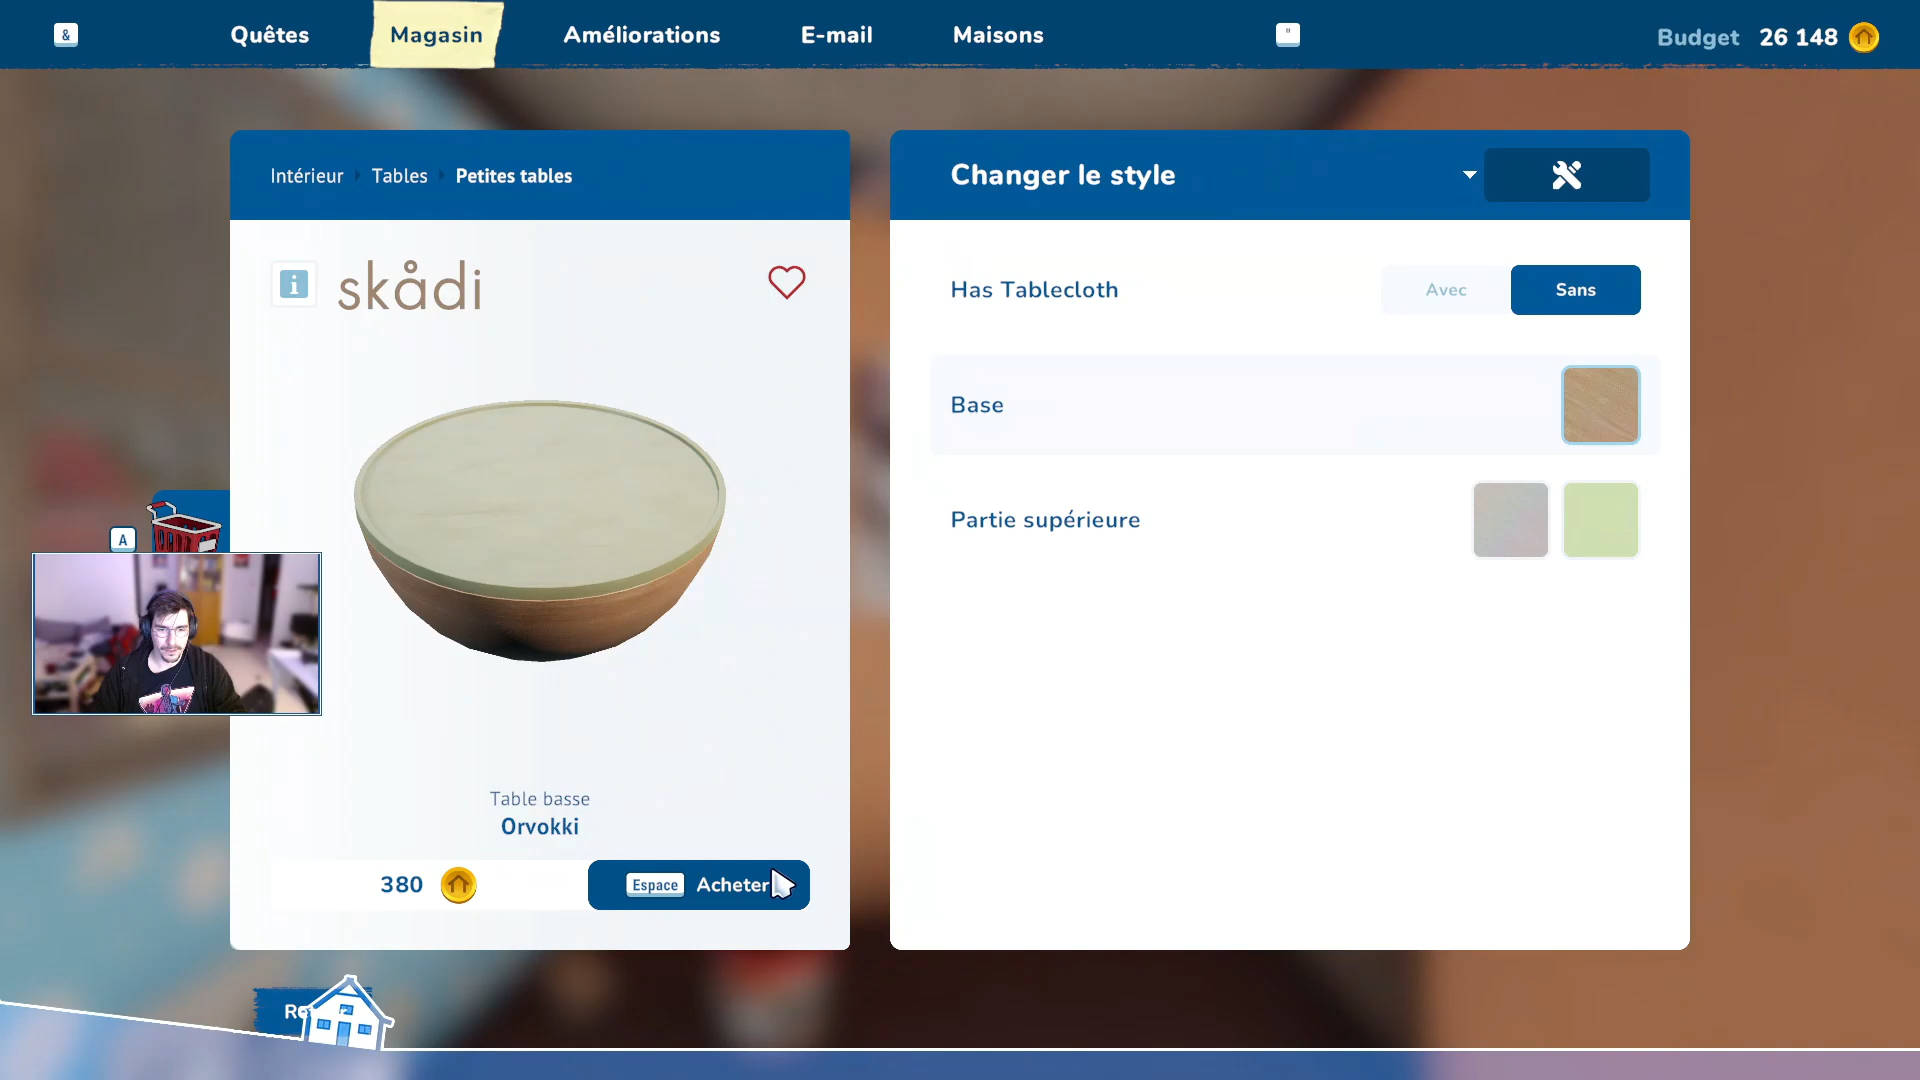 &
Quêtes
Magasin
Améliorations
E-mail
Maisons
"
Budget 26 148
Intérieur Tables Petites tables
i skådi
Changer le style
Has Tablecloth
Avec
Sans
Base
Partie supérieure
A
Table basse
Orvokki
380
Espace Acheter